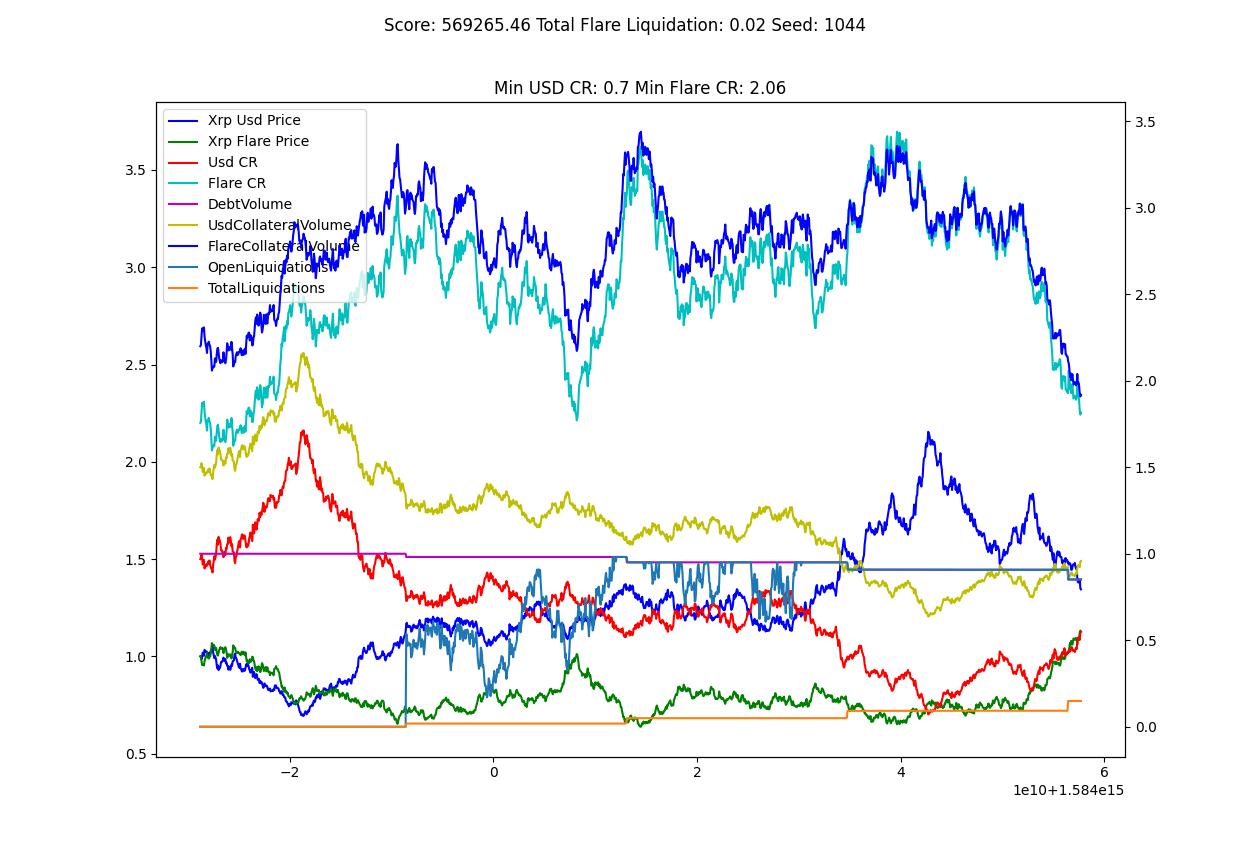 Score: 569265.46 Total Flare Liquidation: 0.02 Seed: 1044
Min USD CR: 0.7 Min Flare CR: 2.06
Xrp Usd Price
Xrp Flare Price
Usd CR
Flare CR
DebtVolume
UsdCollateralVolume
FlareCollateralVolume
OpenLiquidations
TotalLiquidations
3.5
3.0
2.5
2.0
1.5
1.0
0.5
3.5
3.0
2.5
2.0
1.5
1.0
0.5
0.0
−2 0 2 4 6
1e10+1.584e15